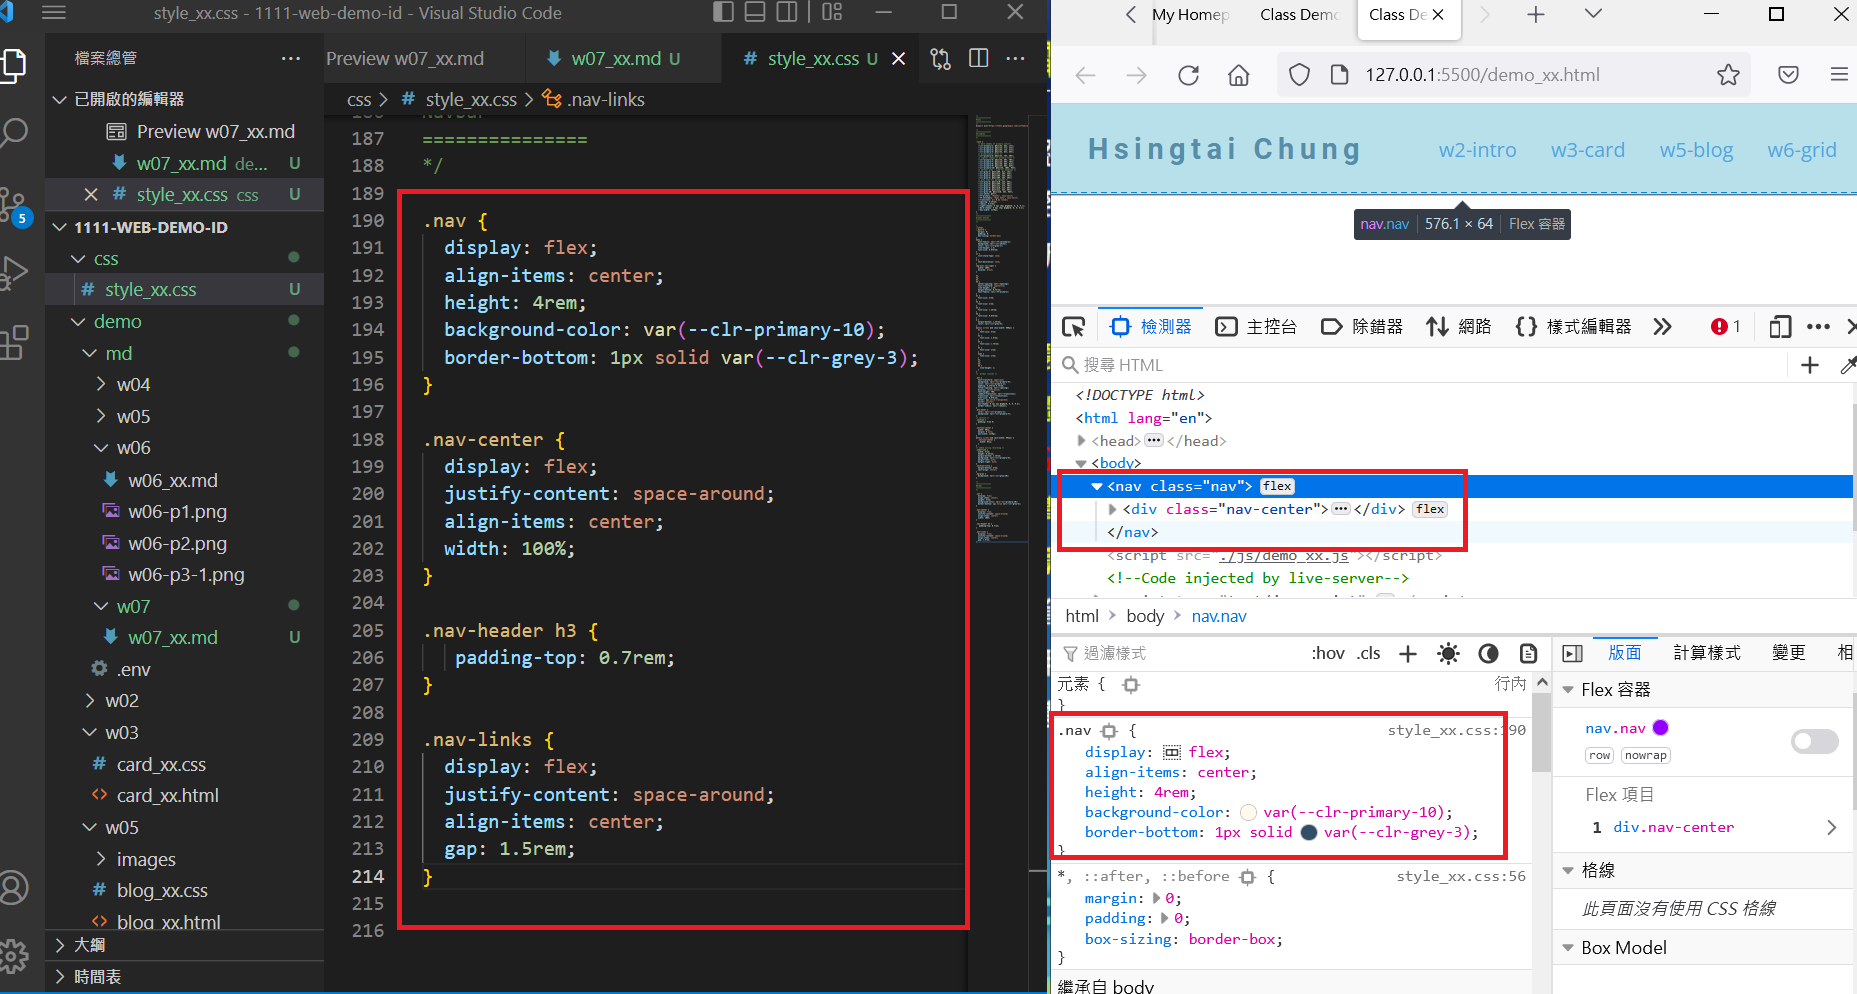 style_xx.css - 1111-web-demo-id - Visual Studio Code
檔案總管
已開啟的編輯器
Preview w07_xx.md
w07_xx.md de... U
style_xx.css css U
1111-WEB-DEMO-ID
css
style_xx.css U
demo
md
w04
w05
w06
w06_xx.md
w06-p1.png
w06-p2.png
w06-p3-1.png
w07
w07_xx.md U
.env
w02
w03
card_xx.css
card_xx.html
w05
images
blog_xx.css
blog_xx.html
大綱
時間表
5
Preview w07_xx.md
w07_xx.md U
style_xx.css U
css > style_xx.css > .nav-links
187 ===============
188 */
189
190 .nav {
191 display: flex;
192 align-items: center;
193 height: 4rem;
194 background-color: var(--clr-primary-10);
195 border-bottom: 1px solid var(--clr-grey-3);
196 }
197
198 .nav-center {
199 display: flex;
200 justify-content: space-around;
201 align-items: center;
202 width: 100%;
203 }
204
205 .nav-header h3 {
206 padding-top: 0.7rem;
207 }
208
209 .nav-links {
210 display: flex;
211 justify-content: space-around;
212 align-items: center;
213 gap: 1.5rem;
214 }
215
216
My Homep
Class Demo
Class De
127.0.0.1:5500/demo_xx.html
Hsingtai Chung
w2-intro
w3-card
w5-blog
w6-grid
nav.nav 576.1 × 64 Flex 容器
檢測器
主控台
除錯器
網路
樣式編輯器
1
搜尋 HTML
<!DOCTYPE html>
<html lang="en">
<head></head>
<body>
<nav class="nav"> flex
<div class="nav-center"></div> flex
</nav>
<script src="./js/demo_xx.js"></script>
<!--Code injected by live-server-->
html > body > nav.nav
過濾樣式
:hov .cls
元素 {
行內
}
.nav {
style_xx.css:190
display: flex;
align-items: center;
height: 4rem;
background-color: var(--clr-primary-10);
border-bottom: 1px solid var(--clr-grey-3);
}
*, ::after, ::before {
style_xx.css:56
margin: 0;
padding: 0;
box-sizing: border-box;
}
繼承自 body
版面
計算樣式
變更
相
Flex 容器
nav.nav
row nowrap
Flex 項目
1 div.nav-center
格線
此頁面沒有使用 CSS 格線
Box Model